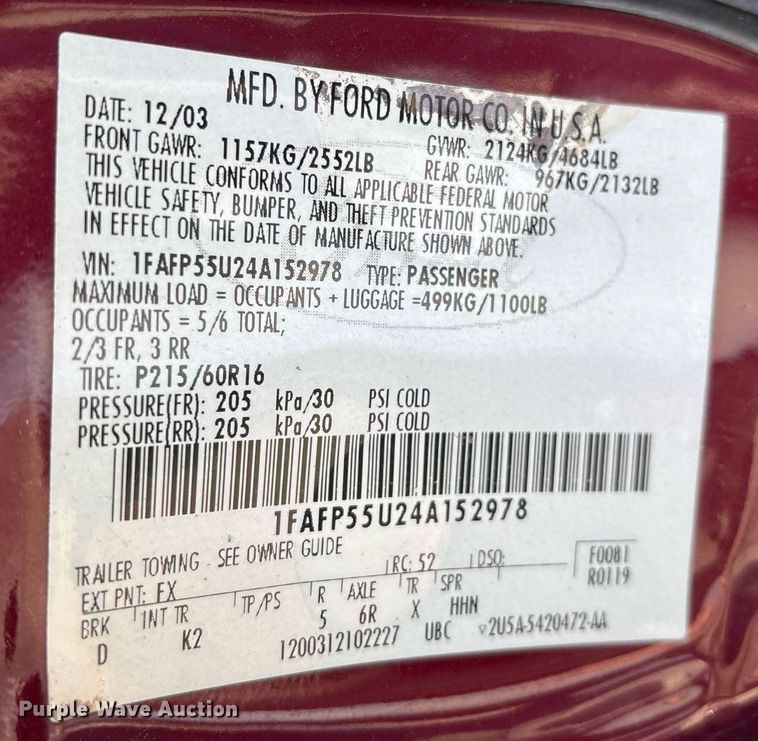 MFD. BY FORD MOTOR CO. IN U.S.A.
DATE: 12/03 GVWR: 2124KG/4684LB
FRONT GAWR: 1157KG/2552LB REAR GAWR: 967KG/2132LB
THIS VEHICLE CONFORMS TO ALL APPLICABLE FEDERAL MOTOR
VEHICLE SAFETY, BUMPER, AND THEFT PREVENTION STANDARDS
IN EFFECT ON THE DATE OF MANUFACTURE SHOWN ABOVE.
VIN: 1FAFP55U24A152978 TYPE: PASSENGER
MAXIMUM LOAD = OCCUPANTS + LUGGAGE =499KG/1100LB
OCCUPANTS = 5/6 TOTAL;
2/3 FR, 3 RR
TIRE: P215/60R16
PRESSURE(FR): 205 kPa/30 PSI COLD
PRESSURE(RR): 205 kPa/30 PSI COLD
1FAFP55U24A152978
TRAILER TOWING - SEE OWNER GUIDE
EXT PNT: FX RC: 52 DSO: F0081
R0119
BRK INT TR TP/PS R AXLE TR SPR
D K2 5 6R X HHN
1200312102227 UBC 2U5A-5420472-AA
Purple Wave Auction